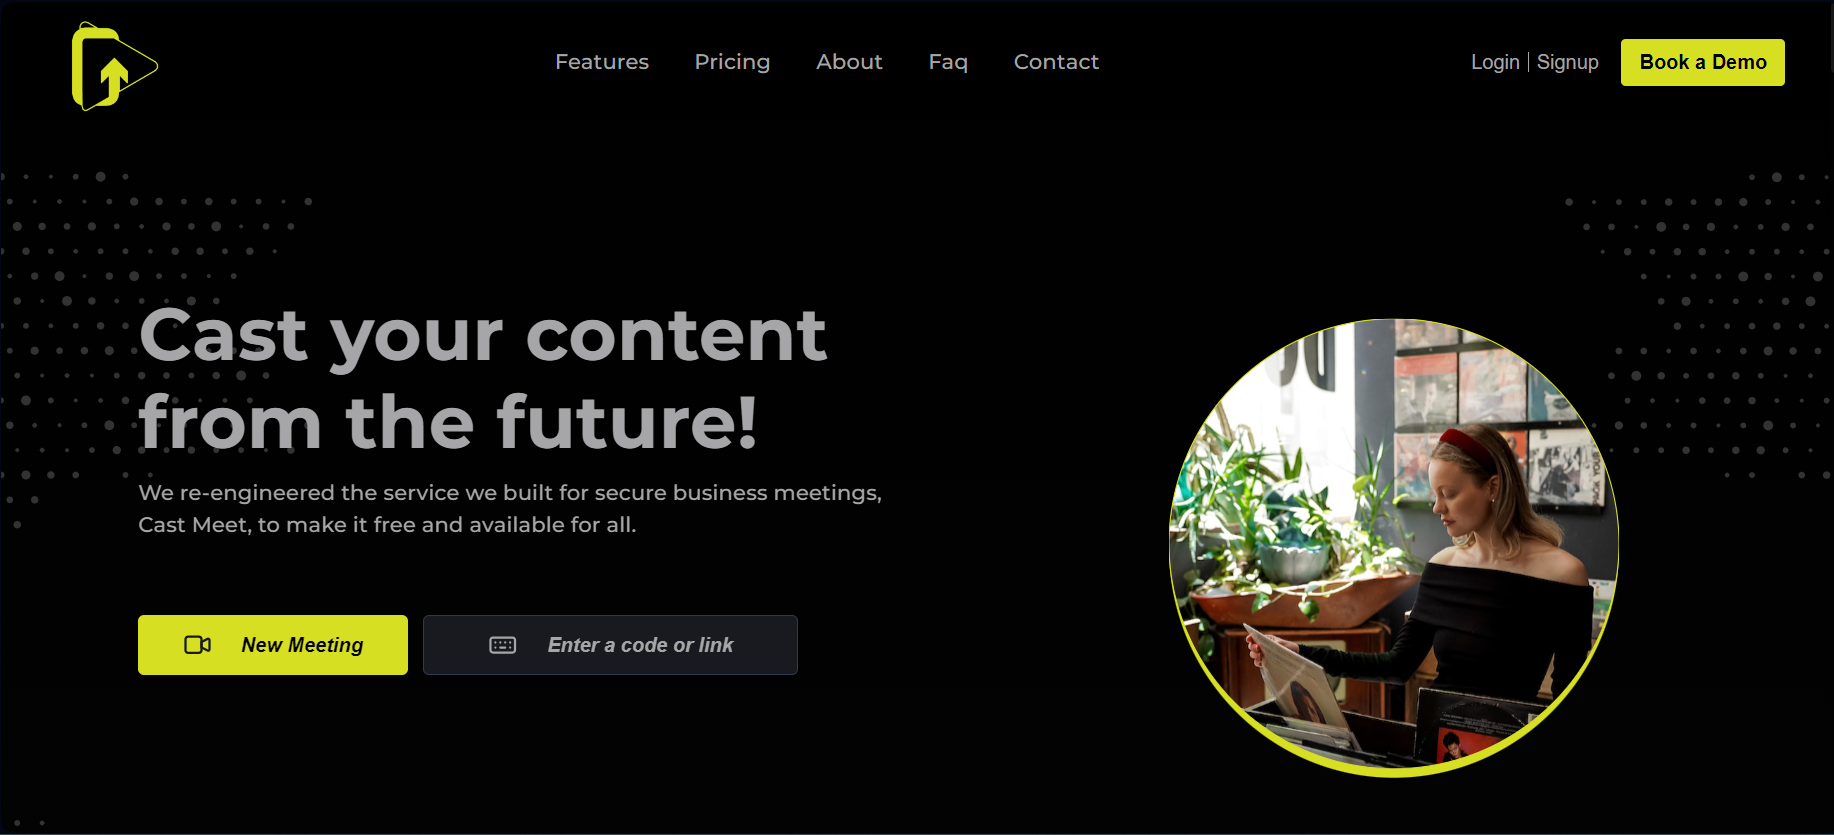 Features Pricing About Faq Contact
Login | Signup
Book a Demo
Cast your content
from the future!
We re-engineered the service we built for secure business meetings,
Cast Meet, to make it free and available for all.
New Meeting
Enter a code or link